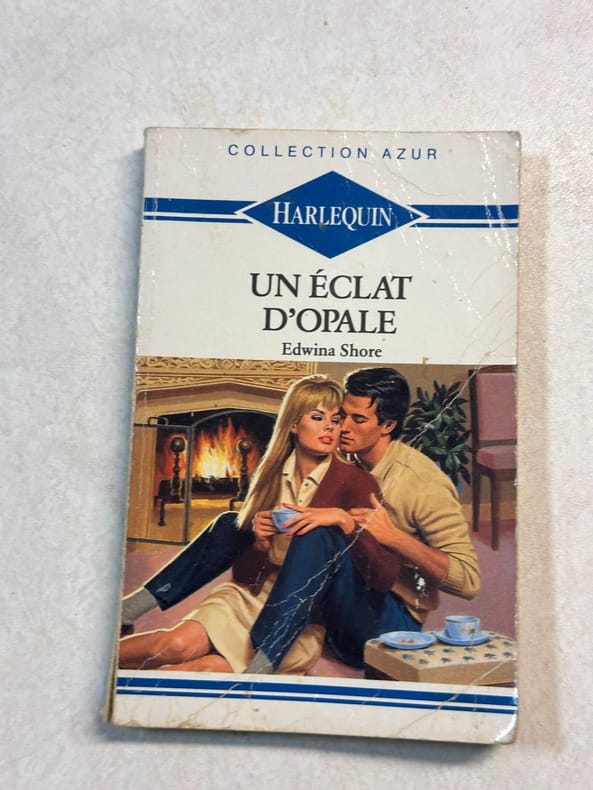 COLLECTION AZUR
HARLEQUIN
UN ÉCLAT
D'OPALE
Edwina Shore